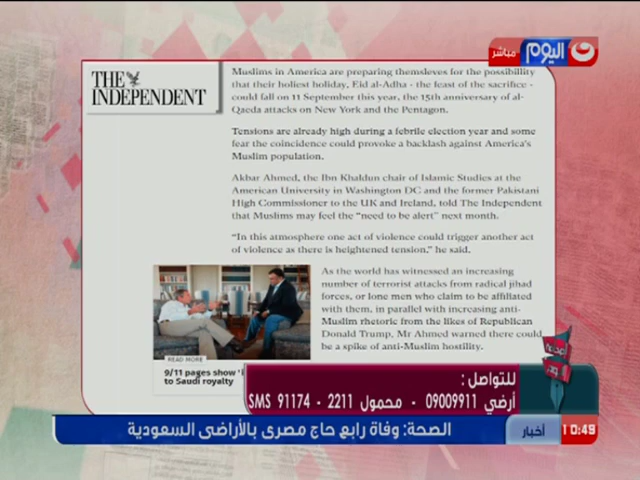 اليوم
مباشر
THE
INDEPENDENT
Muslims in America are preparing themsleves for the possibillity
that their holiest holiday, Eid al-Adha - the feast of the sacrifice -
could fall on 11 September this year, the 15th anniversary of al-
Qaeda attacks on New York and the Pentagon.
Tensions are already high during a febrile election year and some
fear the coincidence could provoke a backlash against America's
Muslim population.
Akbar Ahmed, the Ibn Khaldun chair of Islamic Studies at the
American University in Washington DC and the former Pakistani
High Commissioner to the UK and Ireland, told The Independent
that Muslims may feel the “need to be alert” next month.
“In this atmosphere one act of violence could trigger another act
of violence as there is heightened tension,” he said.
As the world has witnessed an increasing
number of terrorist attacks from radical jihad
forces, or lone men who claim to be affiliated
with them, in parallel with increasing anti-
Muslim rhetoric from the likes of Republican
Donald Trump, Mr Ahmed warned there could
be a spike of anti-Muslim hostility.
READ MORE
9/11 pages show
to Saudi royalty
للتواصل :
أرضي 09009911 - محمول 2211 - SMS 91174
الصحة: وفاة رابع حاج مصرى بالأراضى السعودية
أخبار
10:49